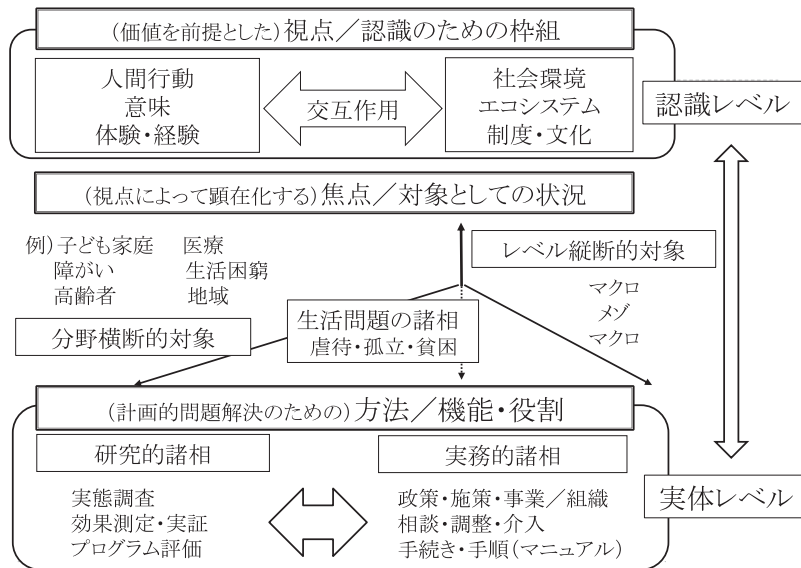 (価値を前提とした)視点／認識のための枠組
人間行動
意味
体験・経験
交互作用
社会環境
エコシステム
制度・文化
認識レベル
(視点によって顕在化する)焦点／対象としての状況
例)子ども家庭　医療
障がい　生活困窮
高齢者　地域
レベル縦断的対象
マクロ
メゾ
マクロ
分野横断的対象
生活問題の諸相
虐待・孤立・貧困
(計画的問題解決のための)方法／機能・役割
研究的諸相
実態調査
効果測定・実証
プログラム評価
実務的諸相
政策・施策・事業／組織
相談・調整・介入
手続き・手順(マニュアル)
実体レベル